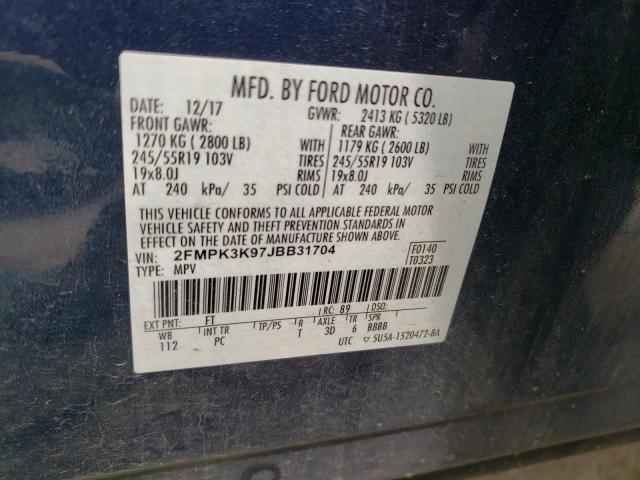 MFD. BY FORD MOTOR CO.
DATE: 12/17 GVWR: 2413 KG ( 5320 LB)
FRONT GAWR: REAR GAWR:
1270 KG ( 2800 LB) WITH 1179 KG ( 2600 LB) WITH
245/55R19 103V TIRES 245/55R19 103V TIRES
19x8.0J RIMS 19x8.0J RIMS
AT 240 kPa/ 35 PSI COLD AT 240 kPa/ 35 PSI COLD
THIS VEHICLE CONFORMS TO ALL APPLICABLE FEDERAL MOTOR
VEHICLE SAFETY AND THEFT PREVENTION STANDARDS IN
EFFECT ON THE DATE OF MANUFACTURE SHOWN ABOVE.
VIN: 2FMPK3K97JBB31704 F0140
TYPE: MPV T0323
EXT PNT: FT RC: 89 DSO:
WB INT TR TP/PS R AXLE TR SPR
112 PC T 3D 6 BBBB
UTC ▽ 5U5A-1520472-BA